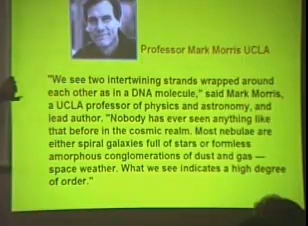 Professor Mark Morris UCLA
"We see two intertwining strands wrapped around
each other as in a DNA molecule," said Mark Morris,
a UCLA professor of physics and astronomy, and
lead author. "Nobody has ever seen anything like
that before in the cosmic realm. Most nebulae are
either spiral galaxies full of stars or formless
amorphous conglomerations of dust and gas —
space weather. What we see indicates a high degree
of order."